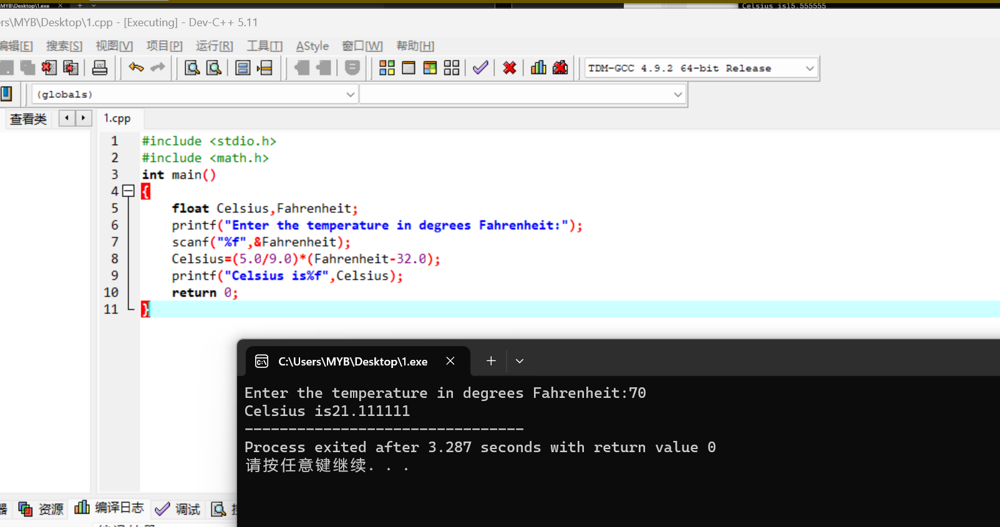 MYB\Desktop\1.exe
Celsius is15.555555
rs\MYB\Desktop\1.cpp - [Executing] - Dev-C++ 5.11
编辑[E] 搜索[S] 视图[V] 项目[P] 运行[R] 工具[T] AStyle 窗口[W] 帮助[H]
TDM-GCC 4.9.2 64-bit Release
(globals)
查看类 1.cpp
1 #include <stdio.h>
2 #include <math.h>
3 int main()
4 {
5 float Celsius,Fahrenheit;
6 printf("Enter the temperature in degrees Fahrenheit:");
7 scanf("%f",&Fahrenheit);
8 Celsius=(5.0/9.0)*(Fahrenheit-32.0);
9 printf("Celsius is%f",Celsius);
10 return 0;
11 }
C:\Users\MYB\Desktop\1.exe
Enter the temperature in degrees Fahrenheit:70
Celsius is21.111111
--------------------------------
Process exited after 3.287 seconds with return value 0
请按任意键继续. . .
器 资源 编译日志 调试